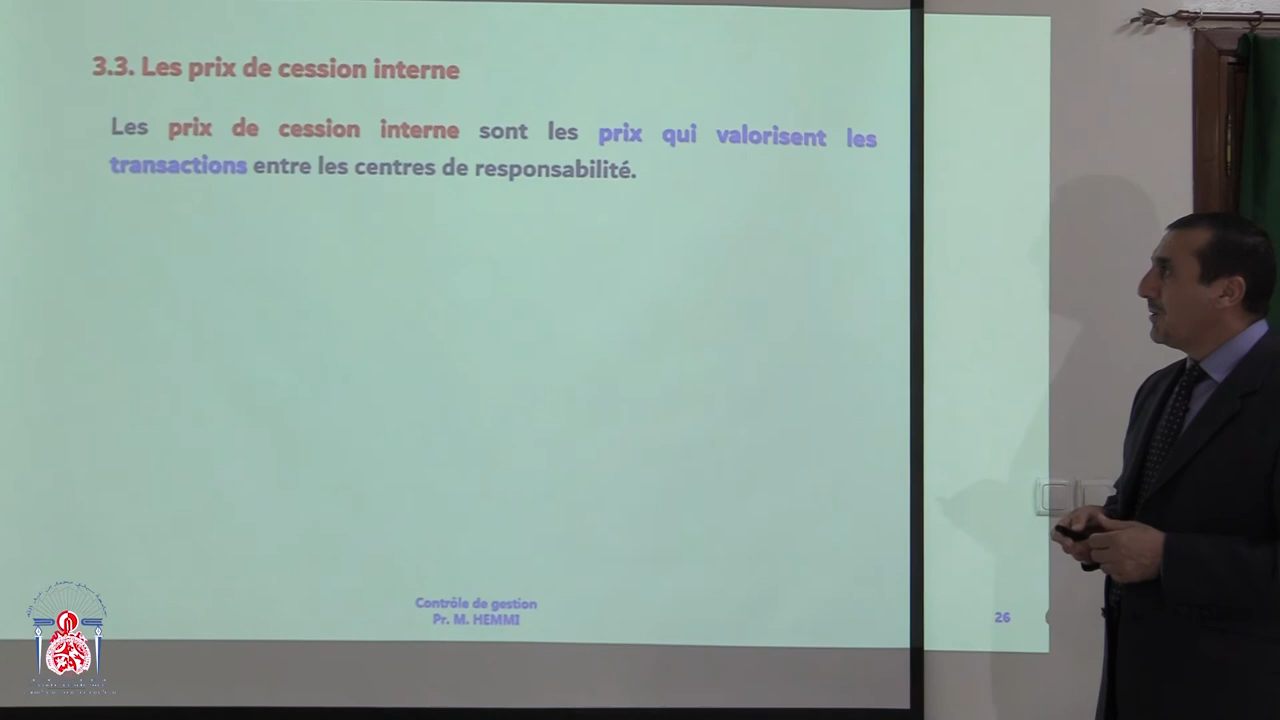 3.3. Les prix de cession interne
Les prix de cession interne sont les prix qui valorisent les
transactions entre les centres de responsabilité.
Contrôle de gestion
Pr. M. HEMMI
26